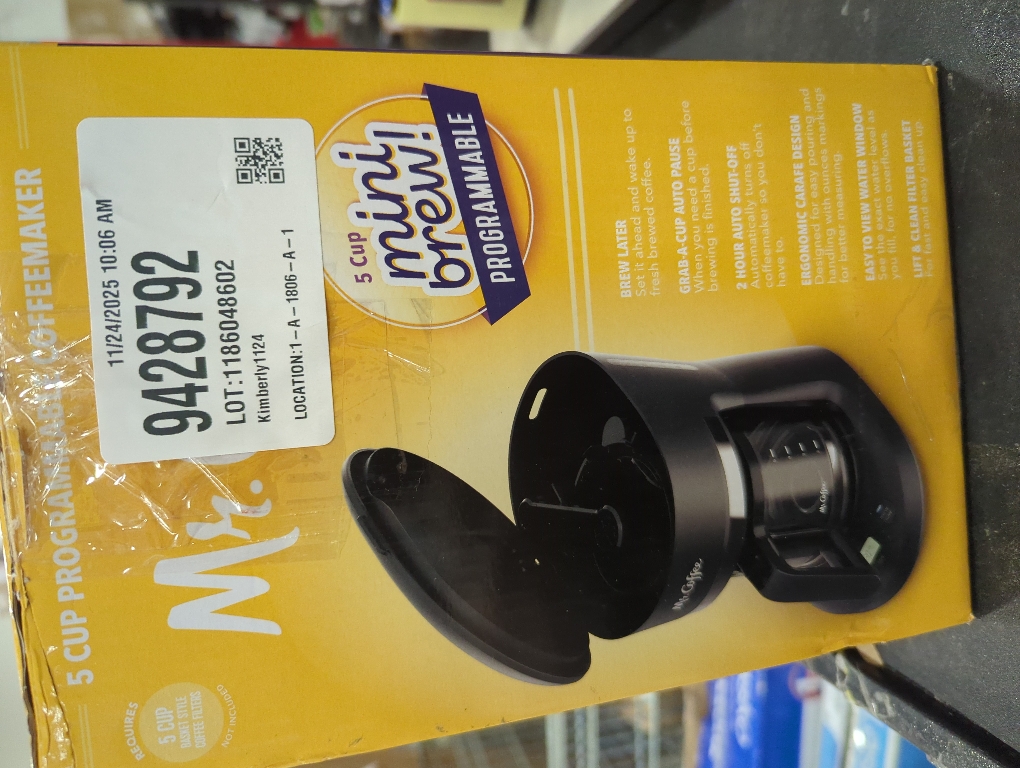 5 CUP PROGRAMMABLE COFFEEMAKER
Mr.
11/24/2025 10:06 AM
9428792
LOT:1186048602
Kimberly1124
LOCATION:1-A-1806-A-1
REQUIRES
5 CUP
BASKET STYLE
COFFEE FILTERS
NOT INCLUDED
5 Cup
mini
brew!
PROGRAMMABLE
BREW LATER
Set it ahead and wake up to
fresh brewed coffee.
GRAB-A-CUP AUTO PAUSE
When you need a cup before
brewing is finished.
2 HOUR AUTO SHUT-OFF
Automatically turns off
coffeemaker so you don't
have to.
ERGONOMIC CARAFE DESIGN
Designed for easy pouring and
handling with ounces markings
for better measuring.
EASY TO VIEW WATER WINDOW
See the exact water level as
you fill, for no overflows.
LIFT & CLEAN FILTER BASKET
For fast and easy clean up.
Mr. Coffee
Mr. Coffee